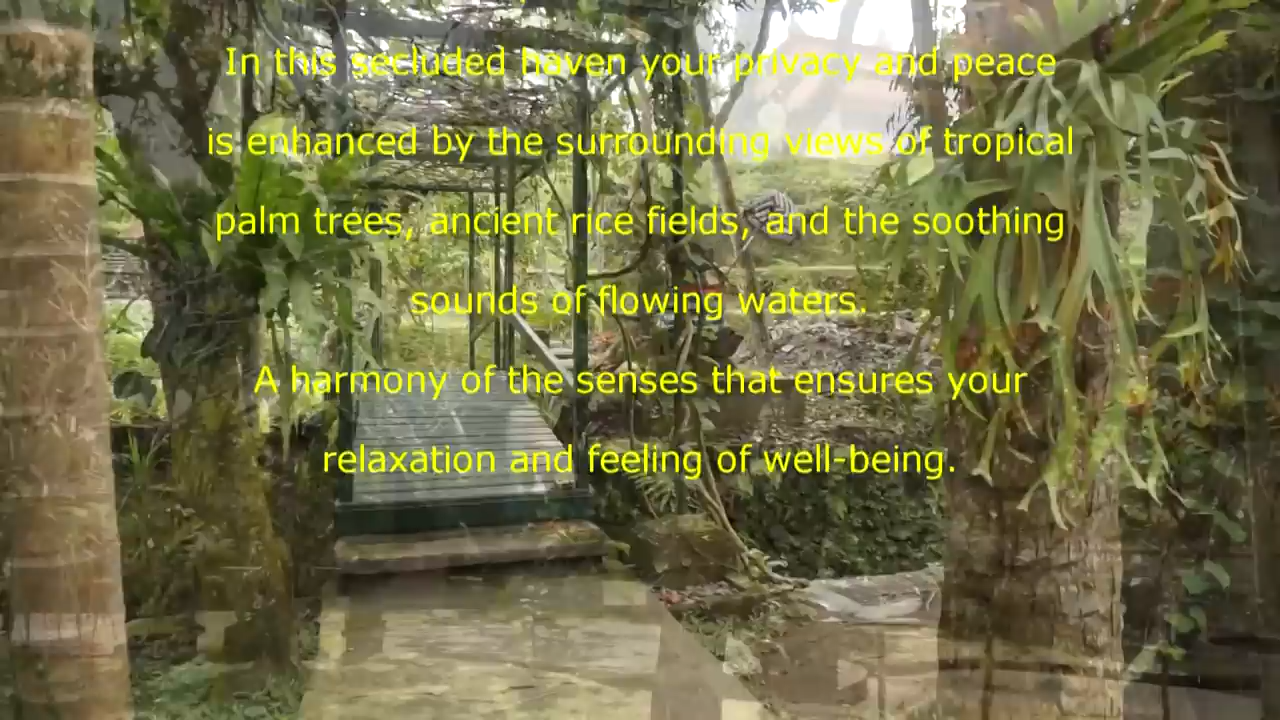 In this secluded haven your privacy and peace
is enhanced by the surrounding views of tropical
palm trees, ancient rice fields, and the soothing
sounds of flowing waters.
A harmony of the senses that ensures your
relaxation and feeling of well-being.